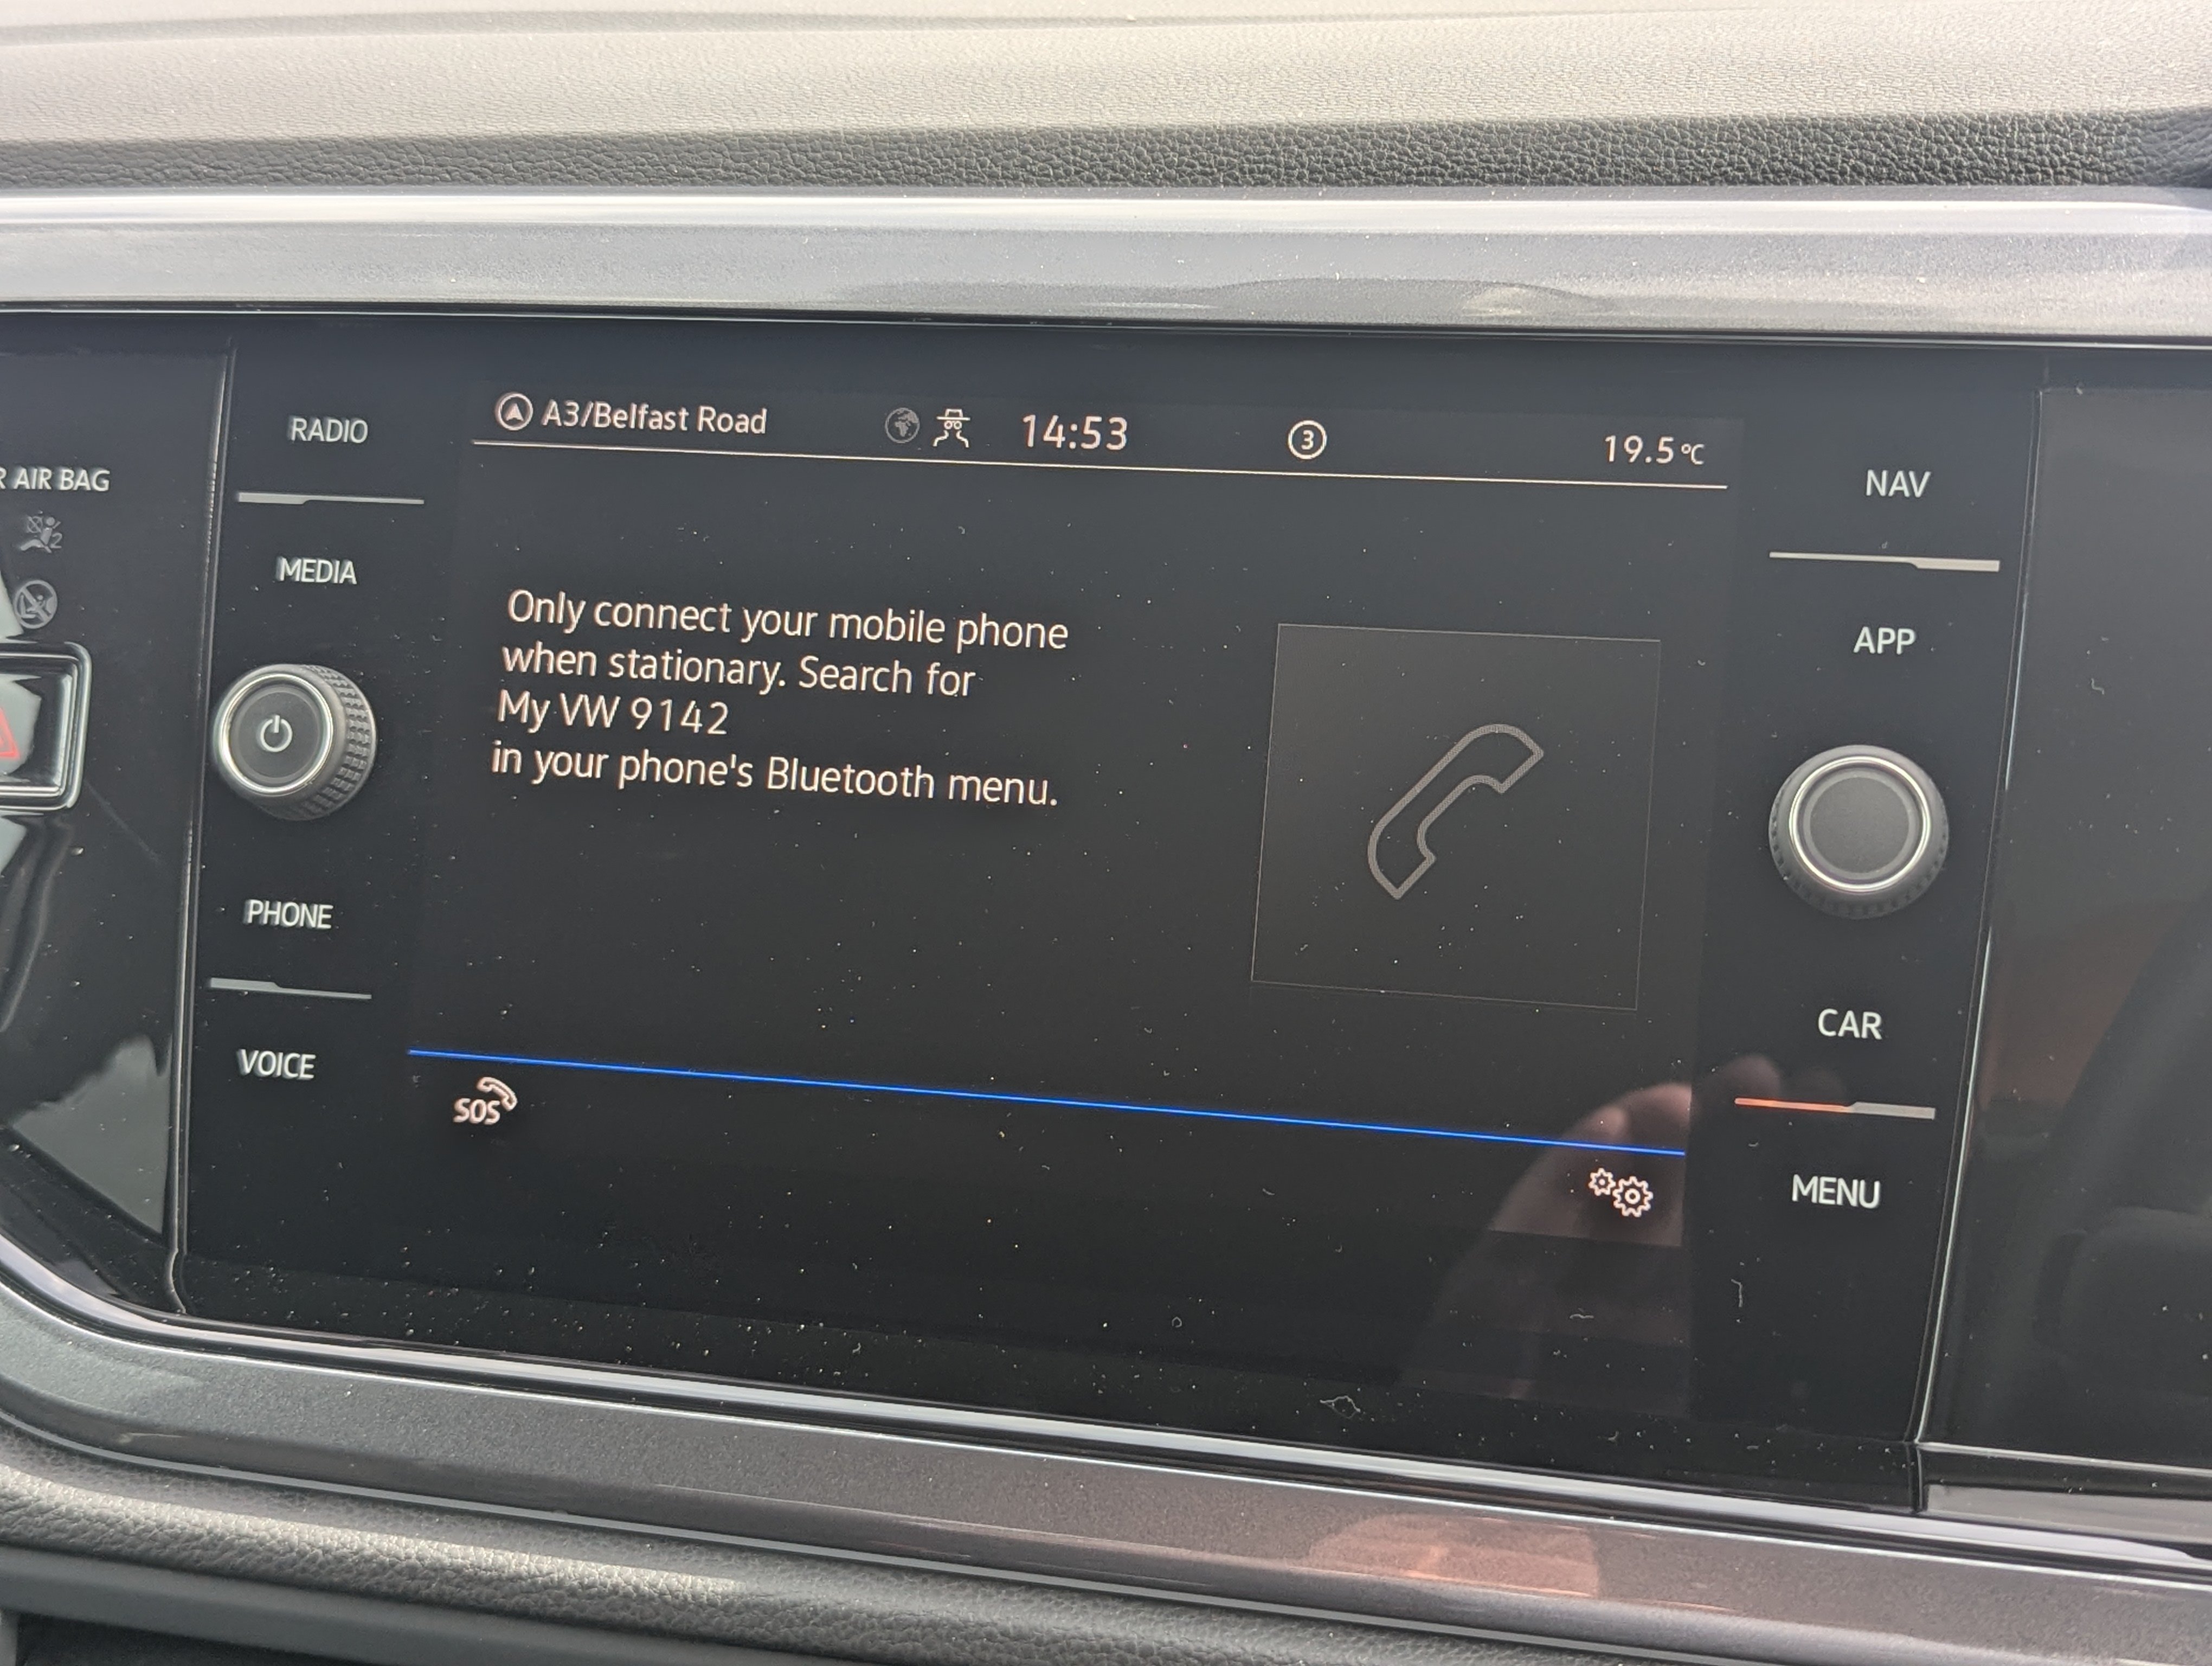 A3/Belfast Road 14:53 3 19.5°C
RADIO
NAV
R AIR BAG
MEDIA
APP
Only connect your mobile phone
when stationary. Search for
My VW 9142
in your phone's Bluetooth menu.
PHONE
CAR
VOICE
SOS
MENU